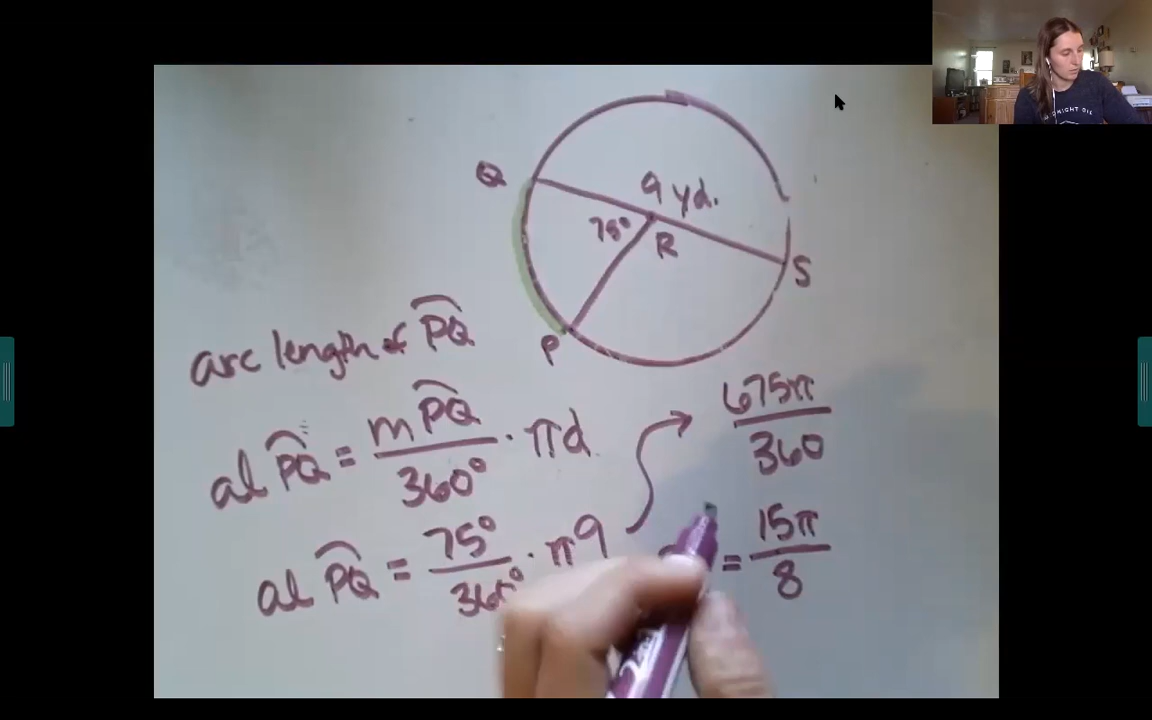 Q
9 yd.
75°
R
S
P
arc length of PQ
al PQ = mPQ / 360° · πd
675π / 360
al PQ = 75° / 360° · π9
= 15π / 8